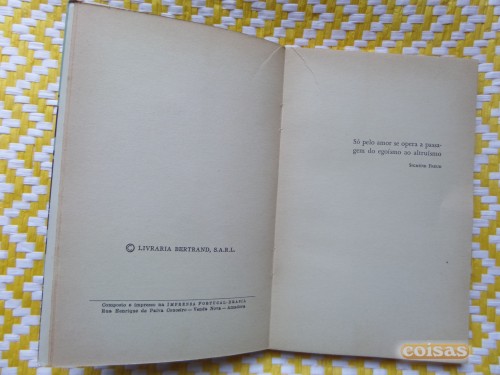 © LIVRARIA BERTRAND, S.A.R.L.
Composto e impresso na IMPRENSA PORTUGAL-BRASIL
Rua Henrique de Paiva Couceiro — Venda Nova — Amadora
Só pelo amor se opera a passa-
gem do egoísmo ao altruísmo
coisas